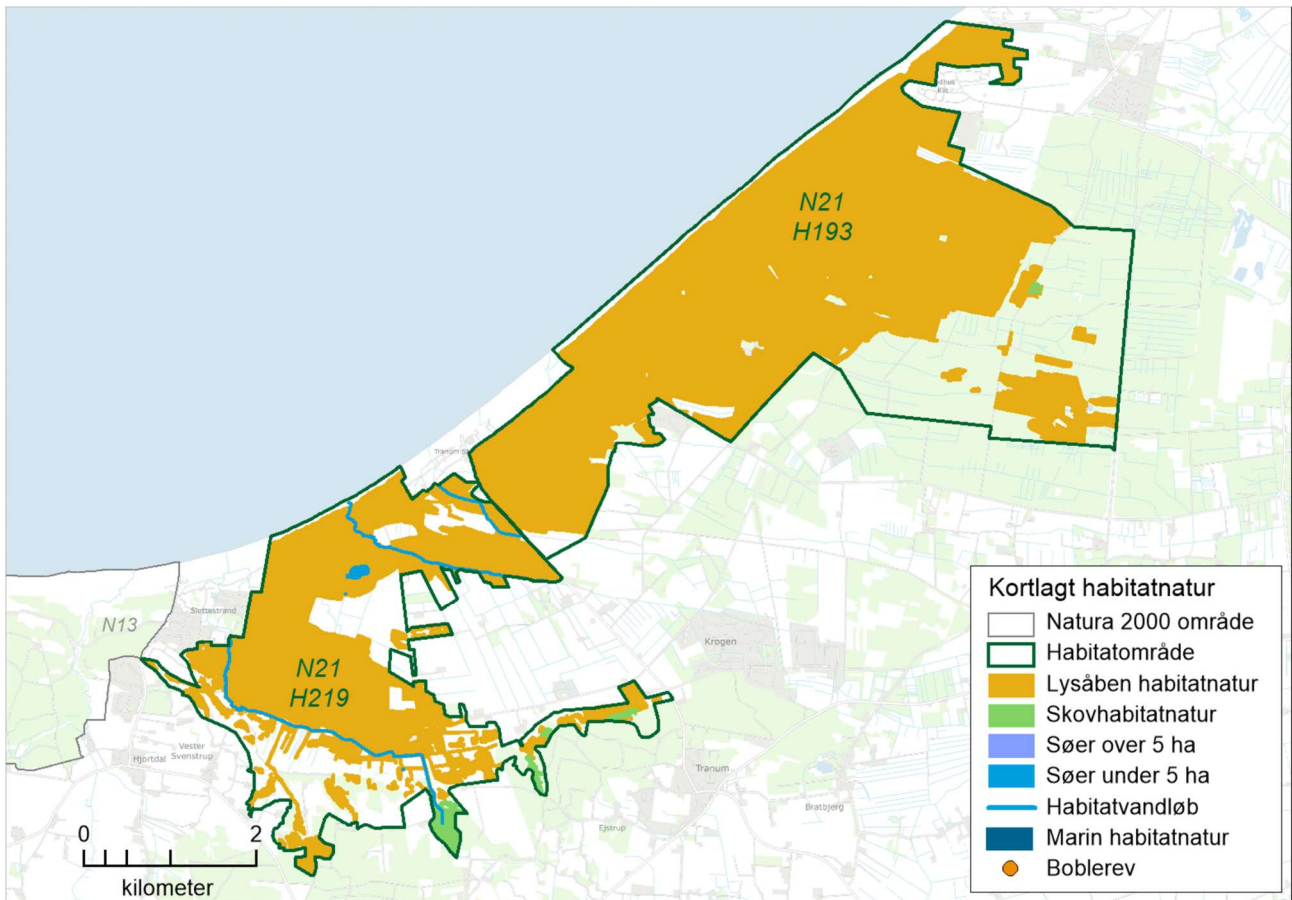 N21
H193
N13
Slettestrand
N21
H219
Hjortdal
Vester
Svenstrup
Krogen
Tranum
Bratbjerg
Ejstrup
0
2
kilometer
Kortlagt habitatnatur
Natura 2000 område
Habitatområde
Lysåben habitatnatur
Skovhabitatnatur
Søer over 5 ha
Søer under 5 ha
Habitatvandløb
Marin habitatnatur
Boblerev